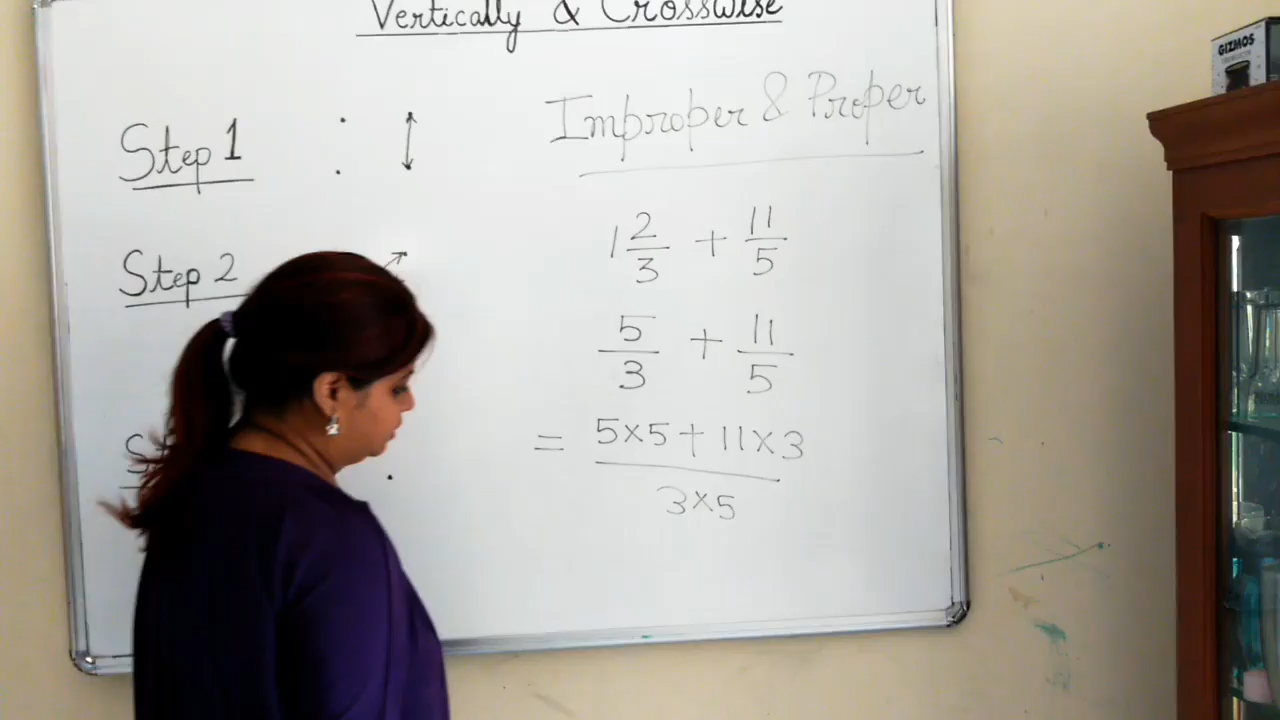 Vertically & Crosswise
Improper & Proper
Step 1
Step 2
1 2/3 + 11/5
5/3 + 11/5
= 5×5 + 11×3 / 3×5
GIZMOS